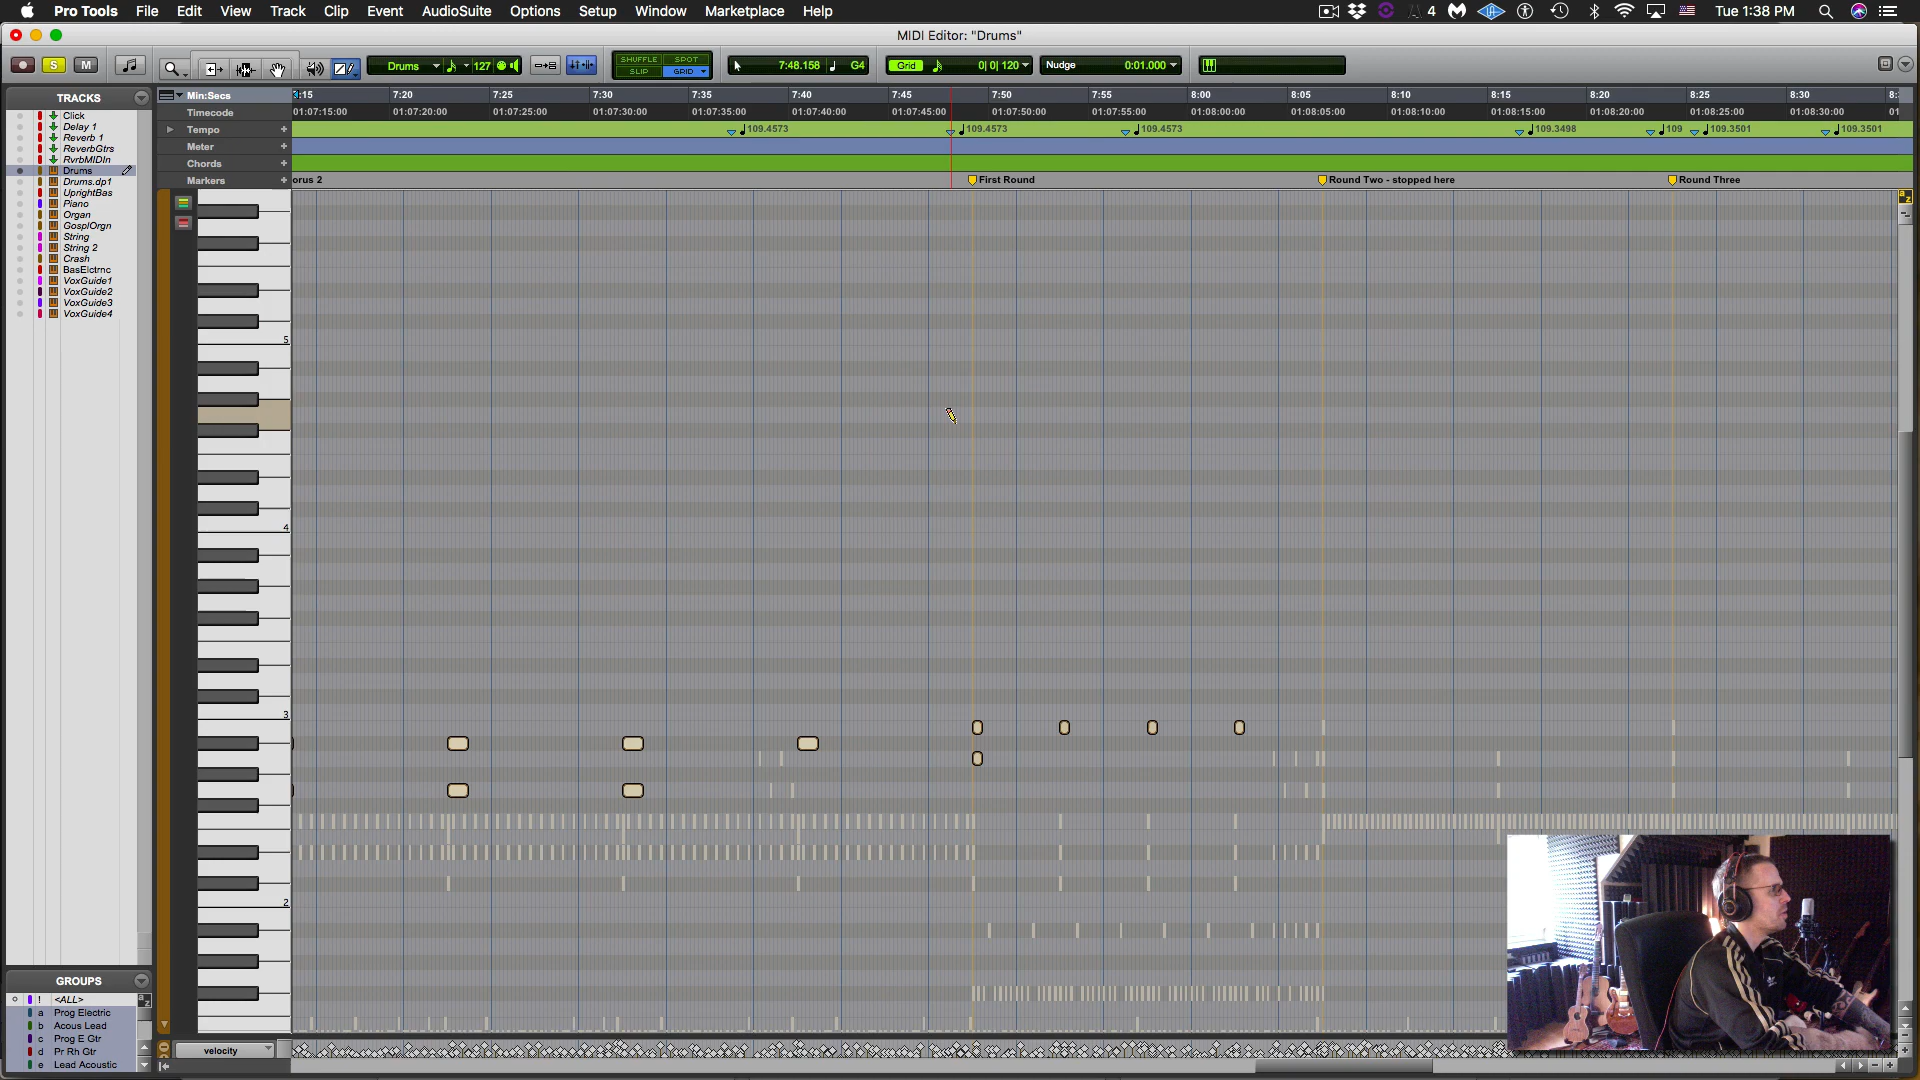 Pro Tools File Edit View Track Clip Event AudioSuite Options Setup Window Marketplace Help 4 Tue 1:38 PM
MIDI Editor: "Drums"
S M Drums 127 SHUFFLE SPOT SLIP GRID 7:48.158 G4 Grid 0|0|120 Nudge 0:01.000
TRACKS
Click
Delay 1
Reverb 1
ReverbGtrs
RvrbMIDIn
Drums
Drums.dp1
UprightBas
Piano
Organ
GosplOrgn
String
String 2
Crash
BasElctrnc
VoxGuide1
VoxGuide2
VoxGuide3
VoxGuide4
Min:Secs 7:20 7:25 7:30 7:35 7:40 7:45 7:50 7:55 8:00 8:05 8:10 8:15 8:20 8:25 8:30
Timecode 01:07:15:00 01:07:20:00 01:07:25:00 01:07:30:00 01:07:35:00 01:07:40:00 01:07:45:00 01:07:50:00 01:07:55:00 01:08:00:00 01:08:05:00 01:08:10:00 01:08:15:00 01:08:20:00 01:08:25:00 01:08:30:00
Tempo + 109.4573 109.4573 109.4573 109.3498 109 109.3501 109.3501
Meter +
Chords +
Markers + orus 2 First Round Round Two - stopped here Round Three
5
4
3
2
GROUPS
! <ALL>
a Prog Electric
b Acous Lead
c Prog E Gtr
d Pr Rh Gtr
e Lead Acoustic
velocity